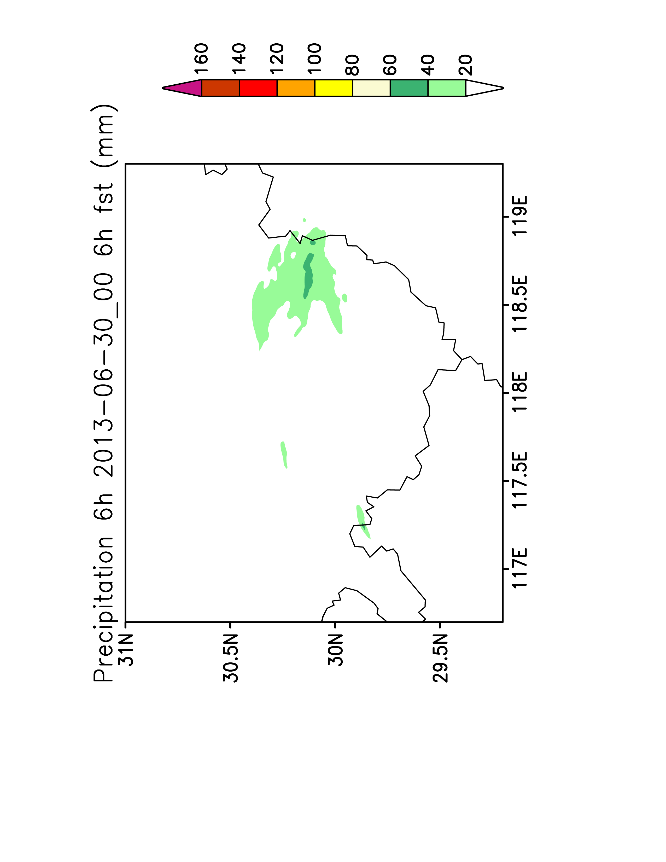 Precipitation 6h 2013-06-30_00 6h fst (mm)
31N
30.5N
30N
29.5N
117E
117.5E
118E
118.5E
119E
160
140
120
100
80
60
40
20